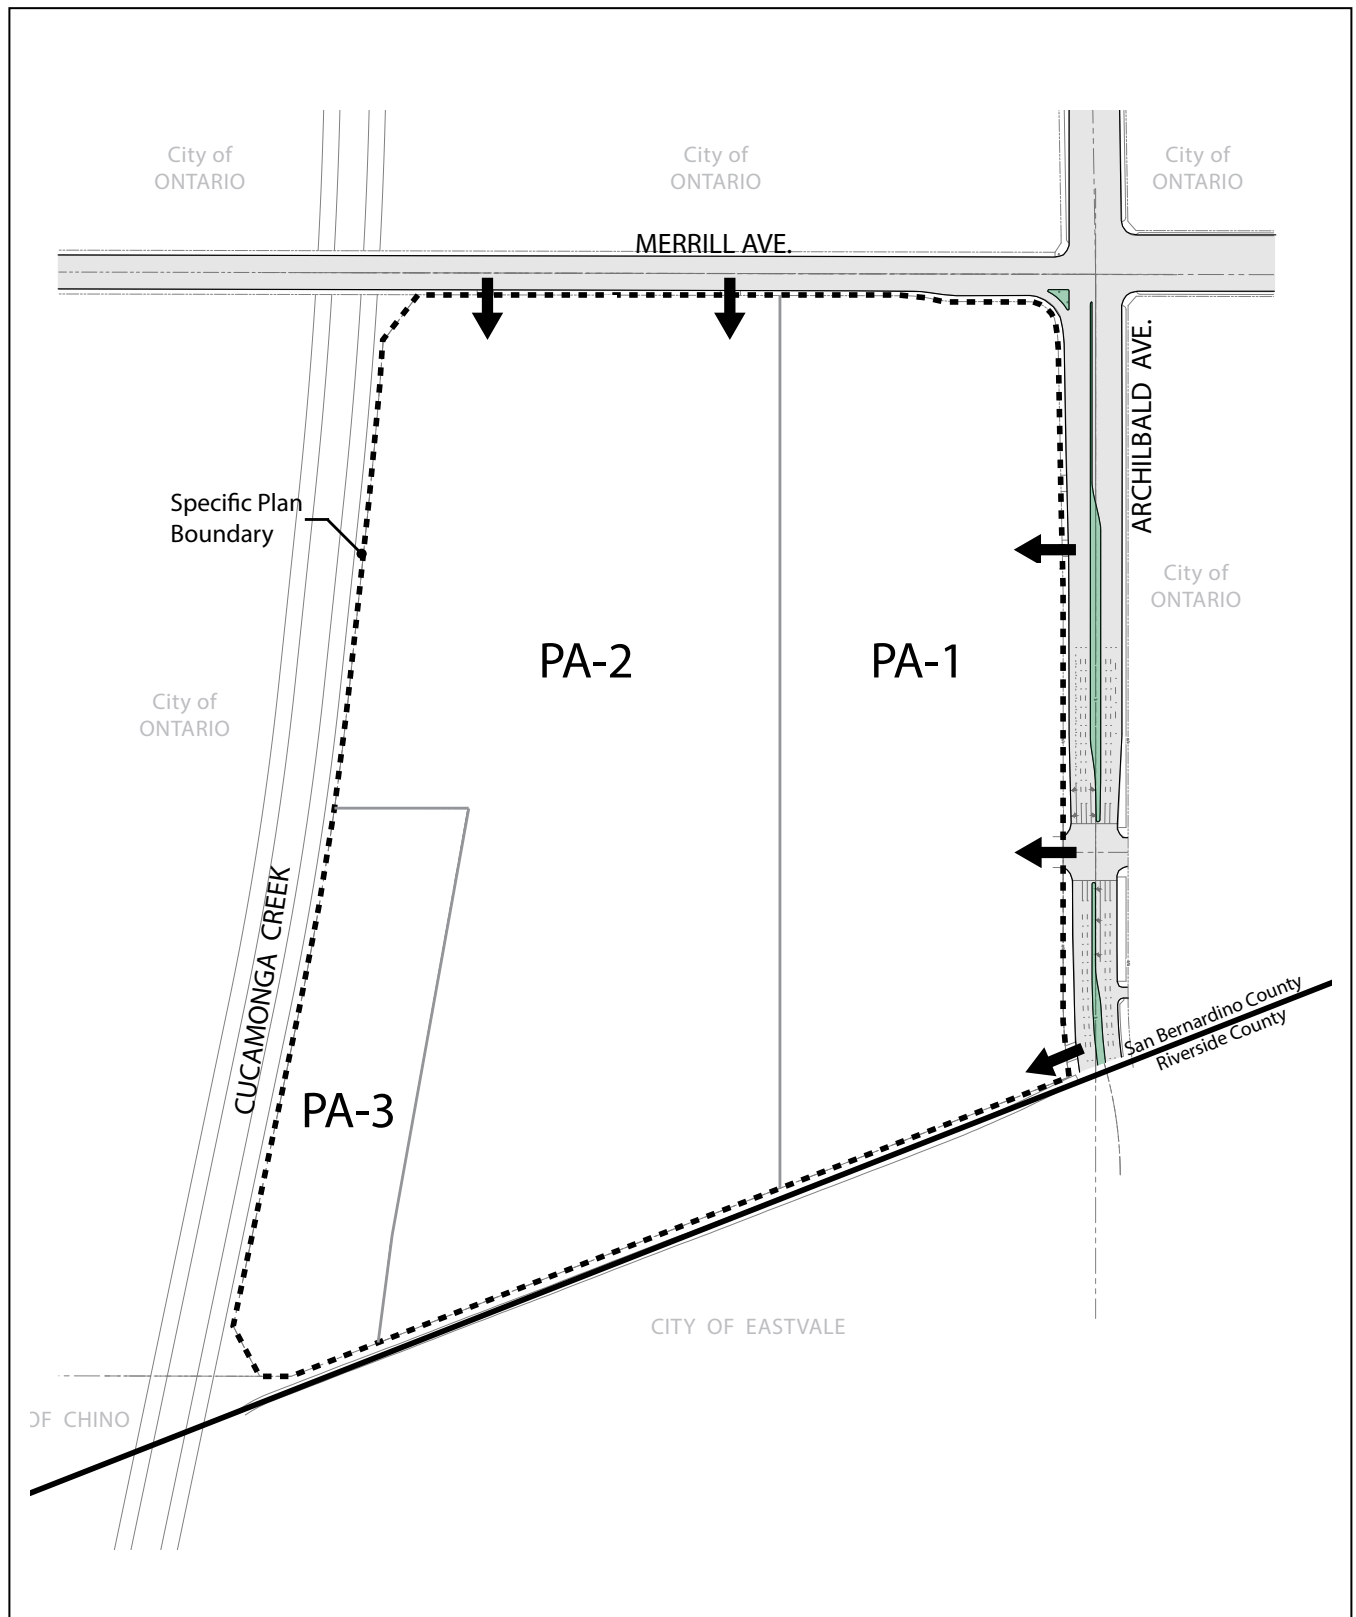 City of
ONTARIO
City of
ONTARIO
City of
ONTARIO
MERRILL AVE.
ARCHILBALD AVE.
Specific Plan
Boundary
City of
ONTARIO
PA-2
PA-1
City of
ONTARIO
CUCAMONGA CREEK
San Bernardino County
Riverside County
PA-3
CITY OF EASTVALE
OF CHINO